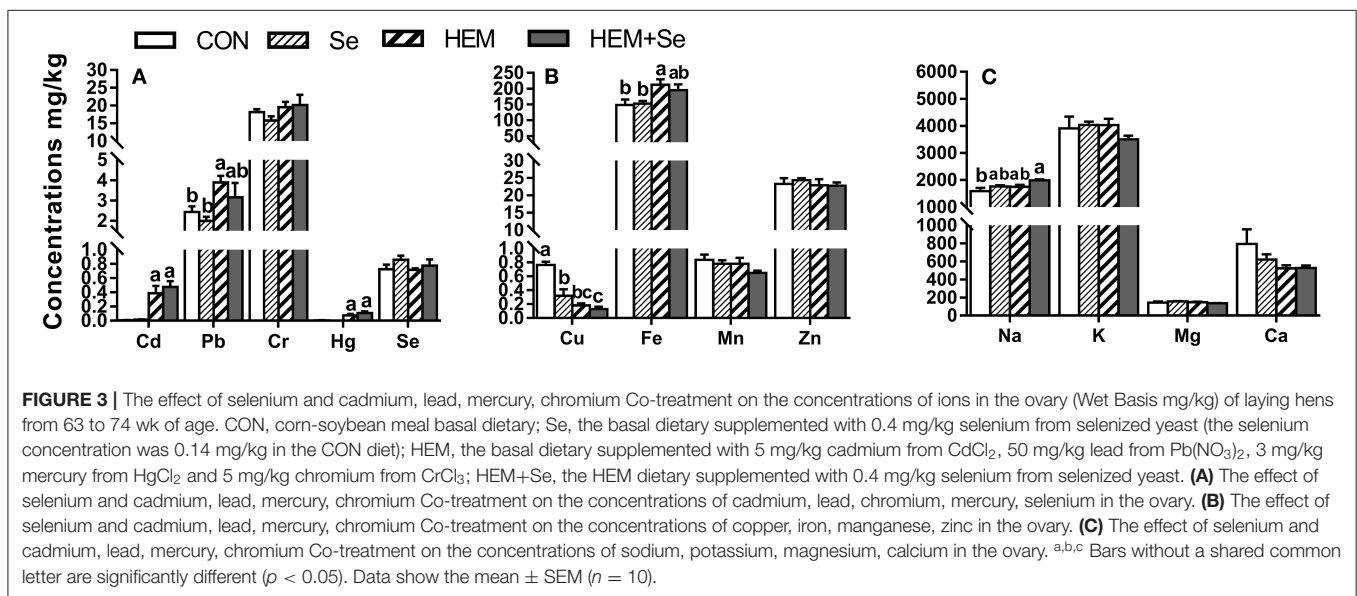 CON Se HEM HEM+Se
Concentrations mg/kg
A
30
25
20
15
10
5
4
3
2
1.0
0.8
0.6
0.4
0.2
0.0
a a
b b a ab
a a
Cd Pb Cr Hg Se
B
250
200
150
100
50
30
25
20
15
10
1.0
0.8
0.6
0.4
0.2
0.0
a b bc c
b b a ab
Cu Fe Mn Zn
C
6000
5000
4000
3000
2000
1000
1000
800
600
400
200
0
b ab ab a
Na K Mg Ca
FIGURE 3 | The effect of selenium and cadmium, lead, mercury, chromium Co-treatment on the concentrations of ions in the ovary (Wet Basis mg/kg) of laying hens
from 63 to 74 wk of age. CON, corn-soybean meal basal dietary; Se, the basal dietary supplemented with 0.4 mg/kg selenium from selenized yeast (the selenium
concentration was 0.14 mg/kg in the CON diet); HEM, the basal dietary supplemented with 5 mg/kg cadmium from CdCl₂, 50 mg/kg lead from Pb(NO₃)₂, 3 mg/kg
mercury from HgCl₂ and 5 mg/kg chromium from CrCl₃; HEM+Se, the HEM dietary supplemented with 0.4 mg/kg selenium from selenized yeast. (A) The effect of
selenium and cadmium, lead, mercury, chromium Co-treatment on the concentrations of cadmium, lead, chromium, mercury, selenium in the ovary. (B) The effect of
selenium and cadmium, lead, mercury, chromium Co-treatment on the concentrations of copper, iron, manganese, zinc in the ovary. (C) The effect of selenium and
cadmium, lead, mercury, chromium Co-treatment on the concentrations of sodium, potassium, magnesium, calcium in the ovary. a,b,c Bars without a shared common
letter are significantly different (p < 0.05). Data show the mean ± SEM (n = 10).